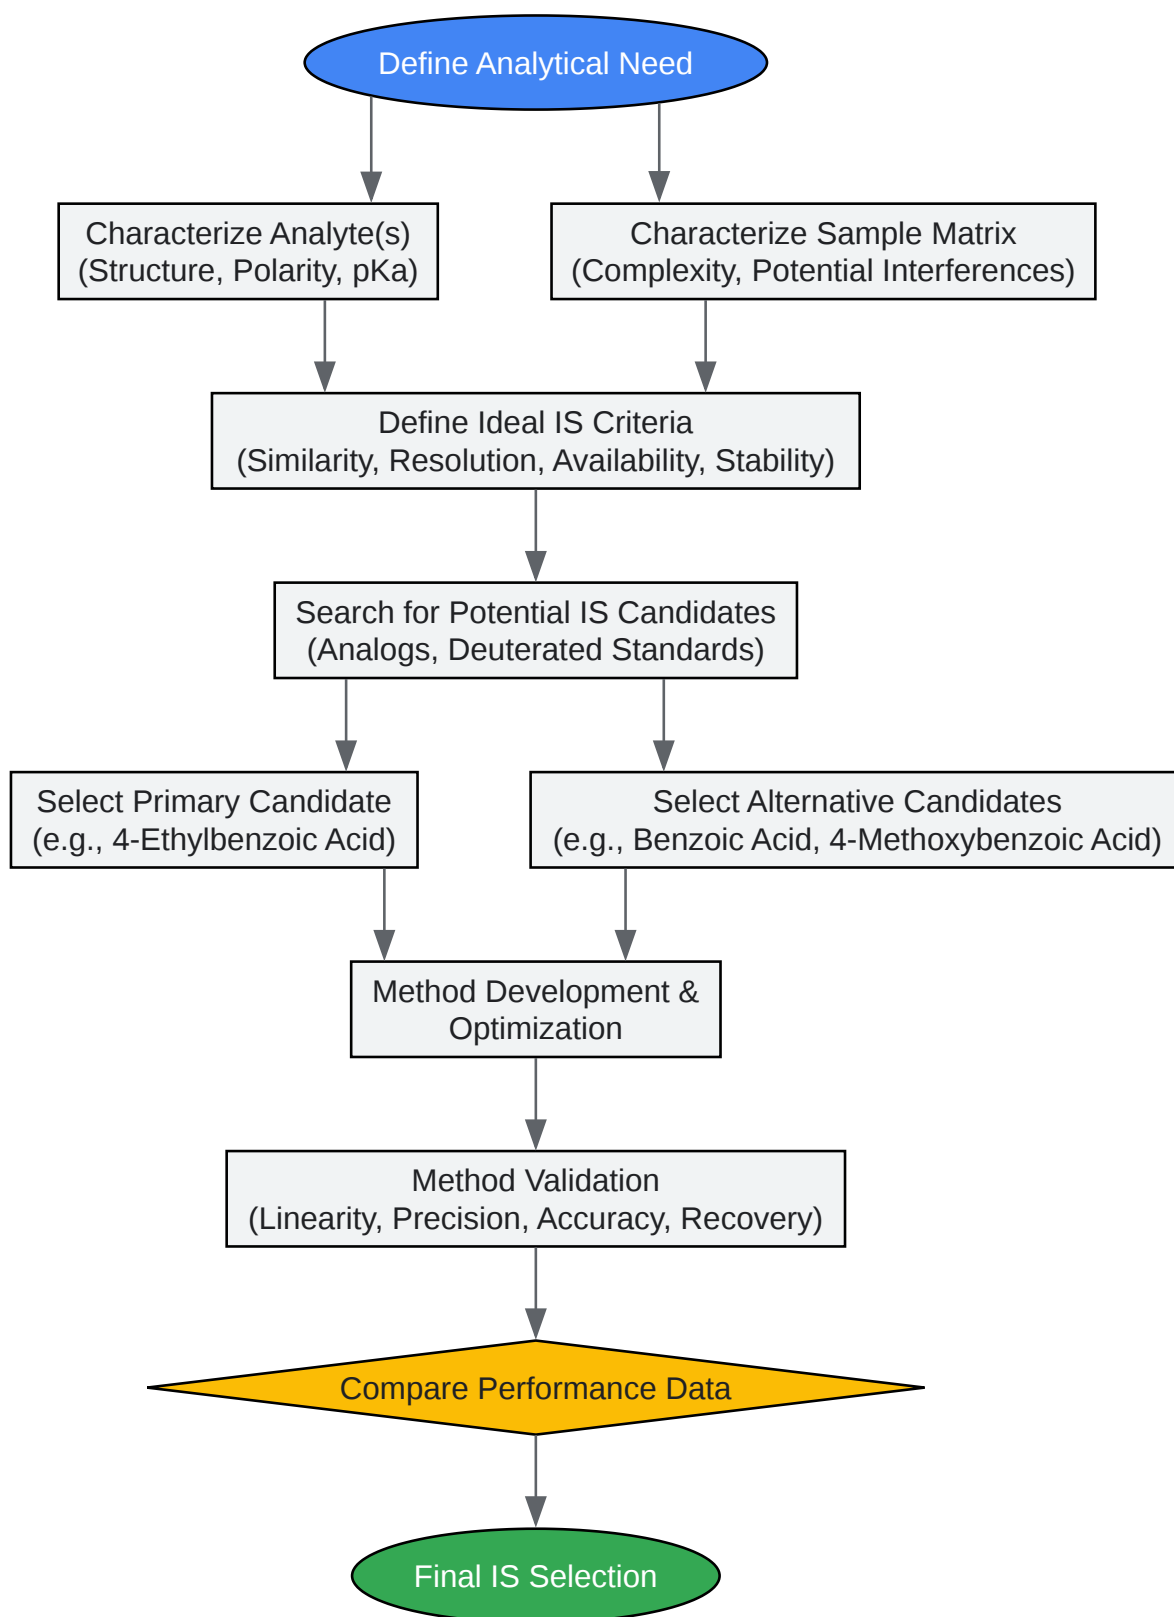 Define Analytical Need
Characterize Analyte(s)
(Structure, Polarity, pKa)
Characterize Sample Matrix
(Complexity, Potential Interferences)
Define Ideal IS Criteria
(Similarity, Resolution, Availability, Stability)
Search for Potential IS Candidates
(Analogs, Deuterated Standards)
Select Primary Candidate
(e.g., 4-Ethylbenzoic Acid)
Select Alternative Candidates
(e.g., Benzoic Acid, 4-Methoxybenzoic Acid)
Method Development &
Optimization
Method Validation
(Linearity, Precision, Accuracy, Recovery)
Compare Performance Data
Final IS Selection